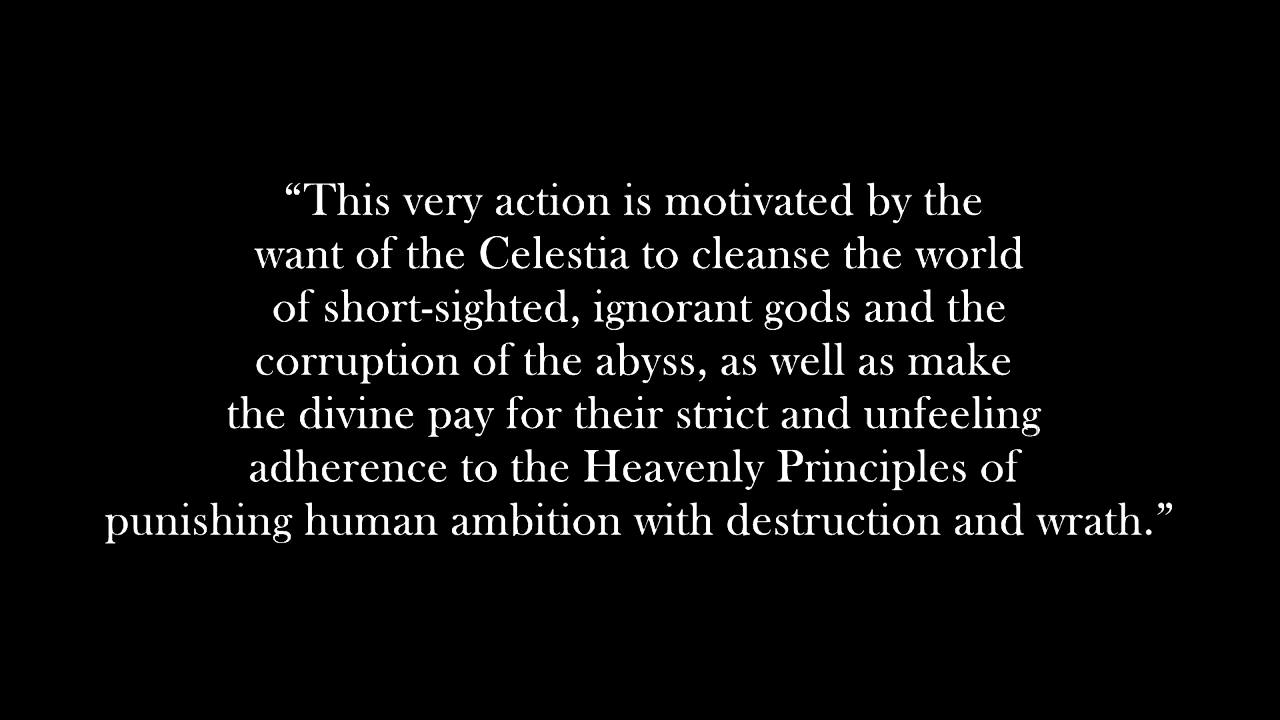 “This very action is motivated by the
want of the Celestia to cleanse the world
of short-sighted, ignorant gods and the
corruption of the abyss, as well as make
the divine pay for their strict and unfeeling
adherence to the Heavenly Principles of
punishing human ambition with destruction and wrath.”